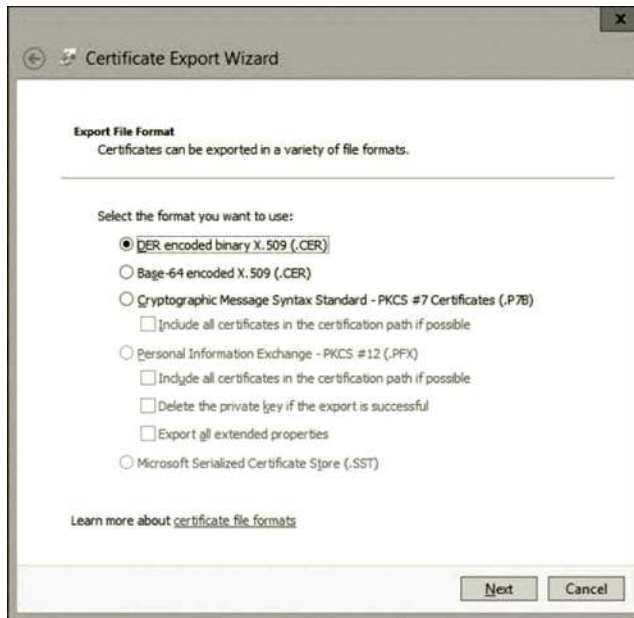 x
Certificate Export Wizard
Export File Format
Certificates can be exported in a variety of file formats.
Select the format you want to use:
DER encoded binary X.509 (.CER)
Base-64 encoded X.509 (.CER)
Cryptographic Message Syntax Standard - PKCS #7 Certificates (.P7B)
Include all certificates in the certification path if possible
Personal Information Exchange - PKCS #12 (.PFX)
Include all certificates in the certification path if possible
Delete the private key if the export is successful
Export all extended properties
Microsoft Serialized Certificate Store (.SST)
Learn more about certificate file formats
Next Cancel